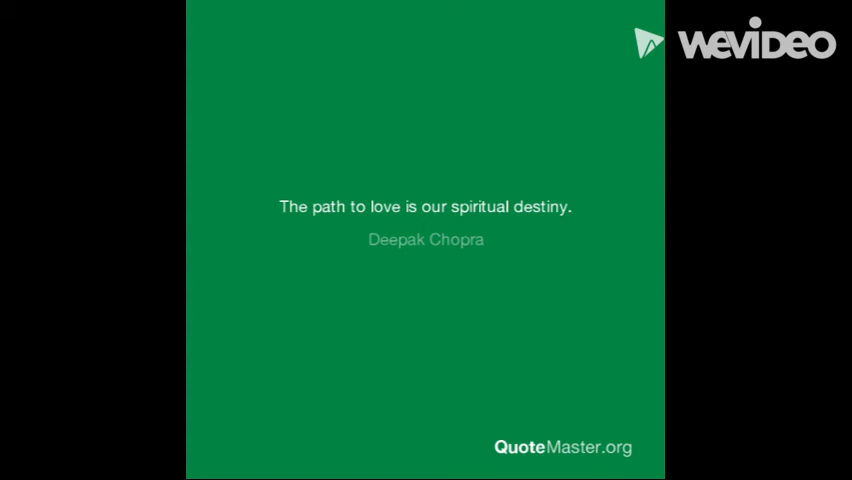 WEVIDEO
The path to love is our spiritual destiny.
Deepak Chopra
QuoteMaster.org